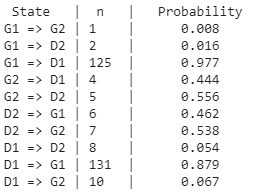 State | n | Probability
G1 => G2 | 1 | 0.008
G1 => D2 | 2 | 0.016
G1 => D1 | 125 | 0.977
G2 => D1 | 4 | 0.444
G2 => D2 | 5 | 0.556
D2 => G1 | 6 | 0.462
D2 => G2 | 7 | 0.538
D1 => D2 | 8 | 0.054
D1 => G1 | 131 | 0.879
D1 => G2 | 10 | 0.067